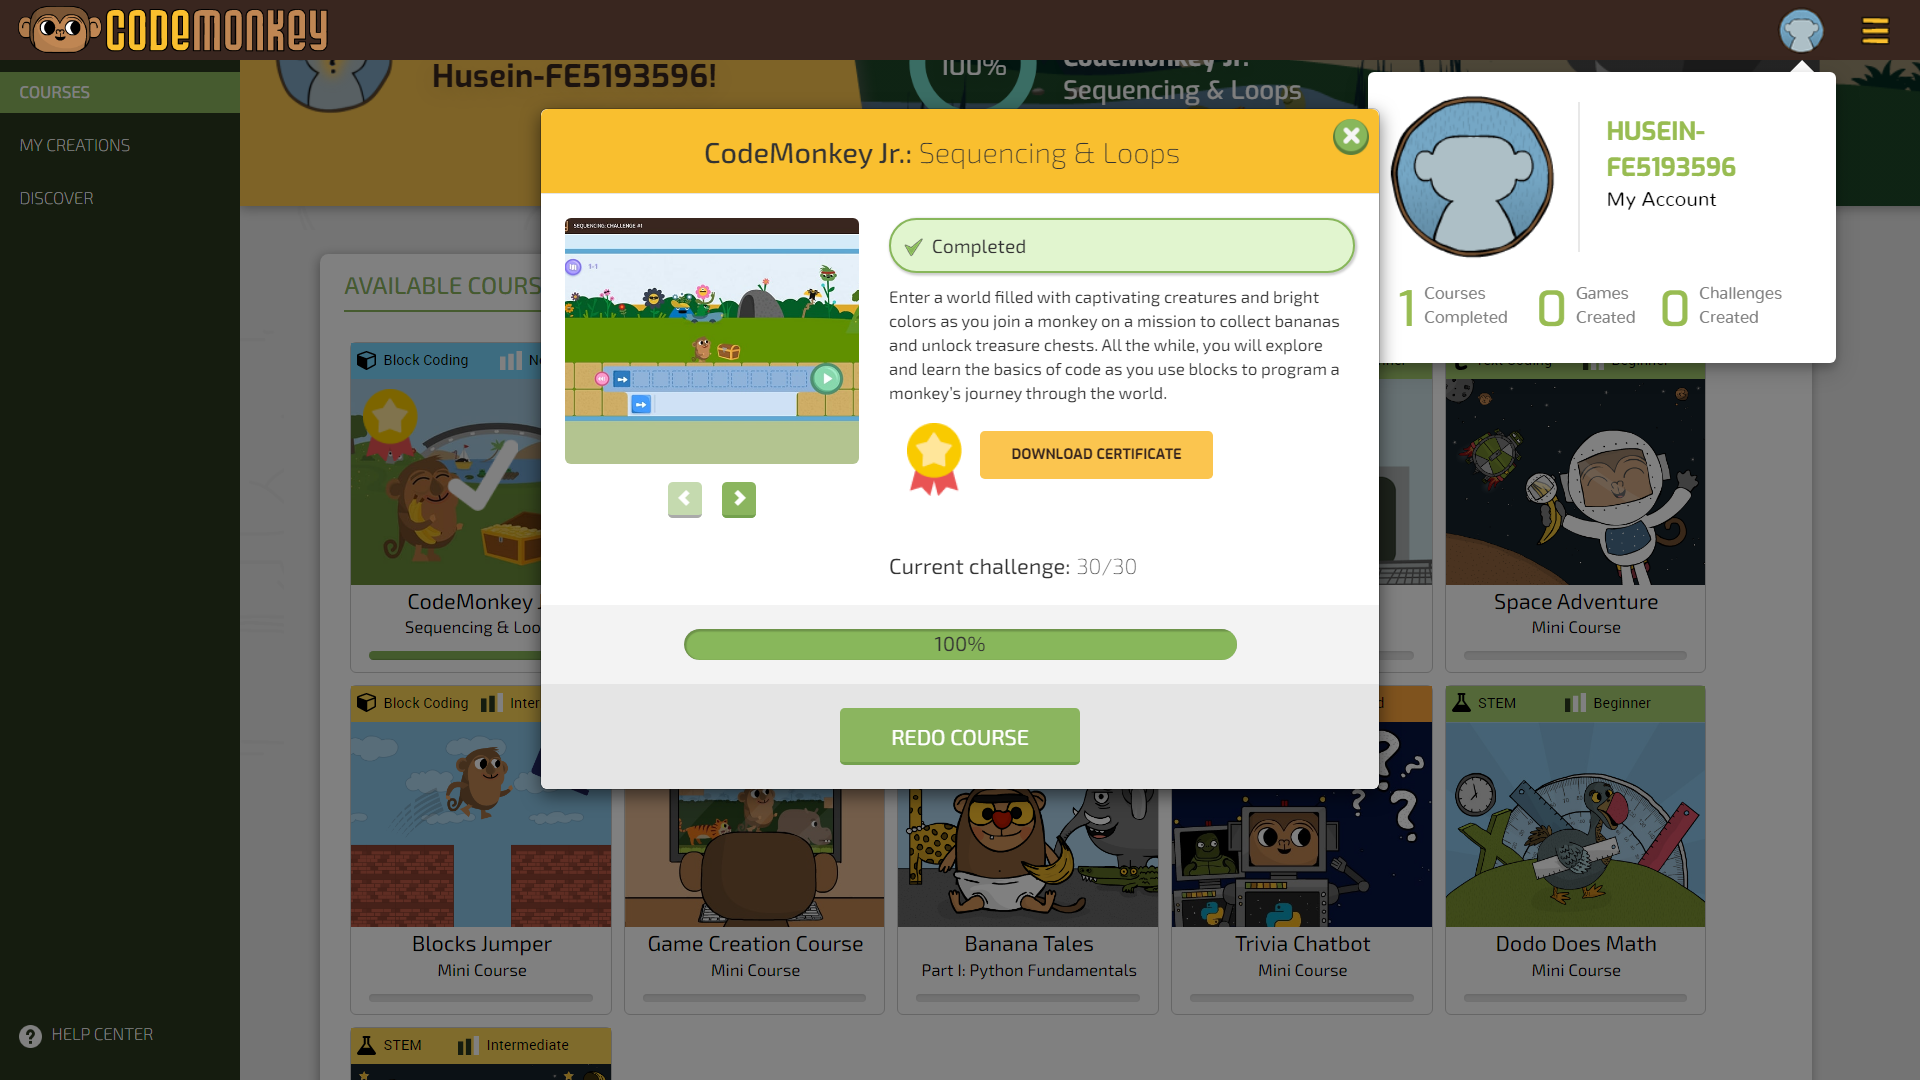 CODEMONKEY
COURSES
MY CREATIONS
DISCOVER
HELP CENTER
Husein-FE5193596!
100%
CodeMonkey Jr.
Sequencing & Loops
HUSEIN-
FE5193596
My Account
1 Courses Completed
0 Games Created
0 Challenges Created
CodeMonkey Jr.: Sequencing & Loops
SEQUENCING: CHALLENGE #1
1-1
Completed
Enter a world filled with captivating creatures and bright
colors as you join a monkey on a mission to collect bananas
and unlock treasure chests. All the while, you will explore
and learn the basics of code as you use blocks to program a
monkey's journey through the world.
DOWNLOAD CERTIFICATE
Current challenge: 30/30
100%
REDO COURSE
AVAILABLE COURS
Block Coding
CodeMonkey J
Sequencing & Loo
Beginner
Space Adventure
Mini Course
Block Coding Inter
Blocks Jumper
Mini Course
Game Creation Course
Mini Course
Banana Tales
Part I: Python Fundamentals
Trivia Chatbot
Mini Course
STEM Beginner
Dodo Does Math
Mini Course
STEM Intermediate